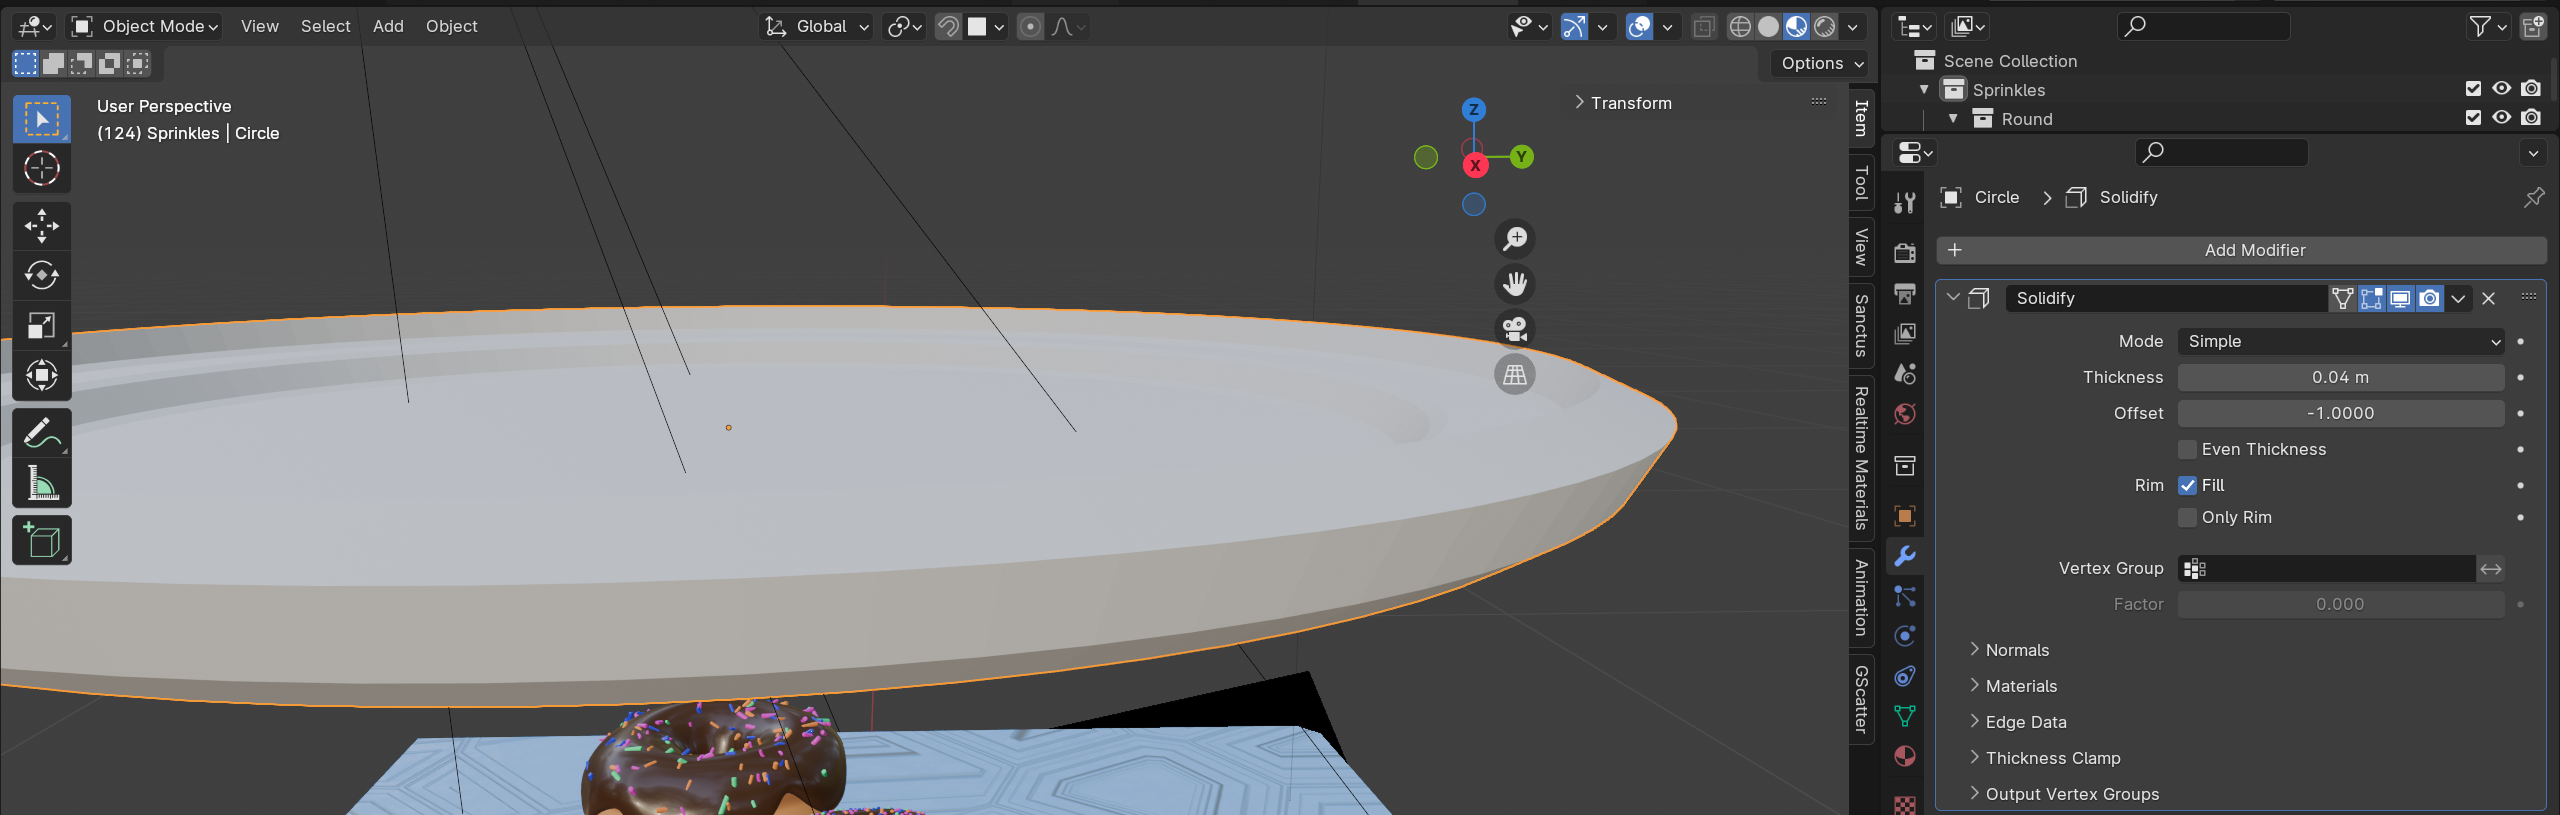 Object Mode View Select Add Object Global
Options
User Perspective
(124) Sprinkles | Circle
Transform
Z
Y
X
Item
Tool
View
Sanctus
Realtime Materials
Animation
GScatter
Scene Collection
Sprinkles
Round
Circle > Solidify
Add Modifier
Solidify
Mode Simple
Thickness 0.04 m
Offset -1.0000
Even Thickness
Rim Fill
Only Rim
Vertex Group
Factor 0.000
Normals
Materials
Edge Data
Thickness Clamp
Output Vertex Groups